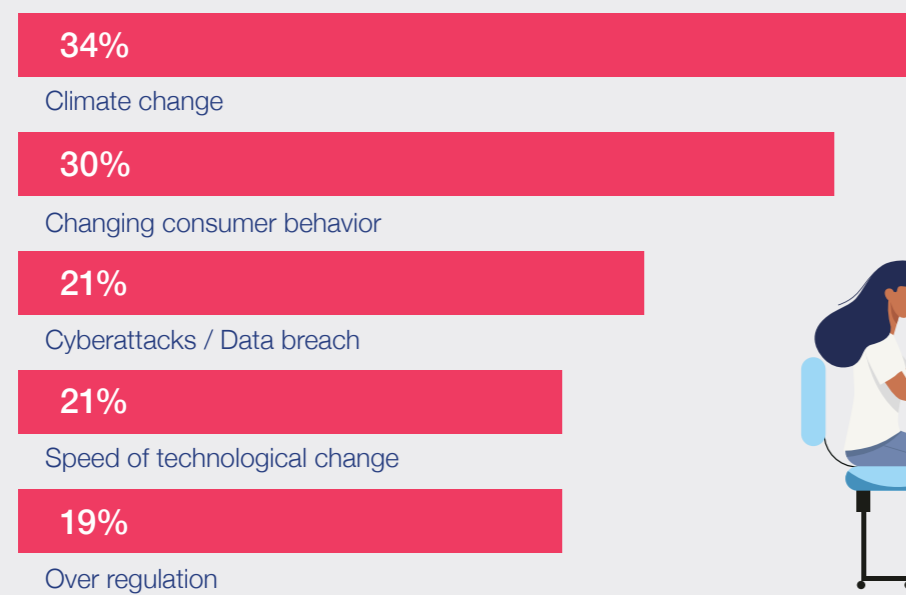 34%
Climate change
30%
Changing consumer behavior
21%
Cyberattacks / Data breach
21%
Speed of technological change
19%
Over regulation